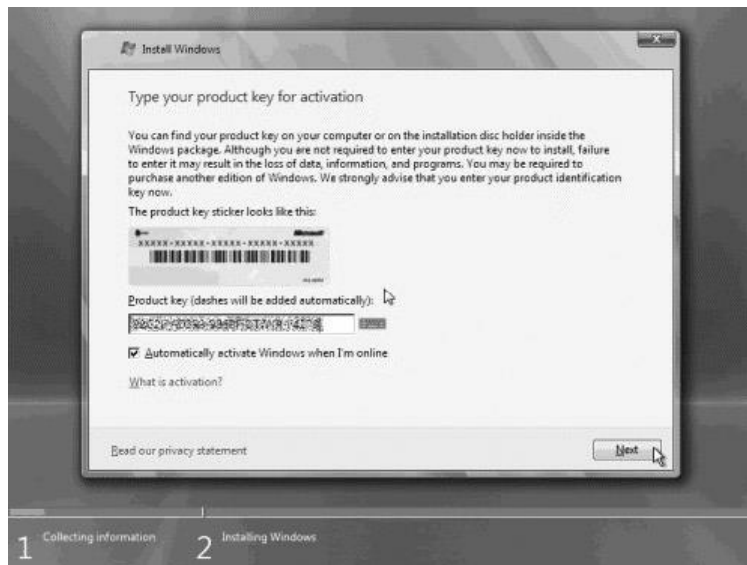 Install Windows
Type your product key for activation
You can find your product key on your computer or on the installation disc holder inside the
Windows package. Although you are not required to enter your product key now to install, failure
to enter it may result in the loss of data, information, and programs. You may be required to
purchase another edition of Windows. We strongly advise that you enter your product identification
key now.
The product key sticker looks like this:
Microsoft
XXXXX-XXXXX-XXXXX-XXXXX-XXXXX
Product key (dashes will be added automatically):
Automatically activate Windows when I'm online
What is activation?
Read our privacy statement
Next
1 Collecting information
2 Installing Windows